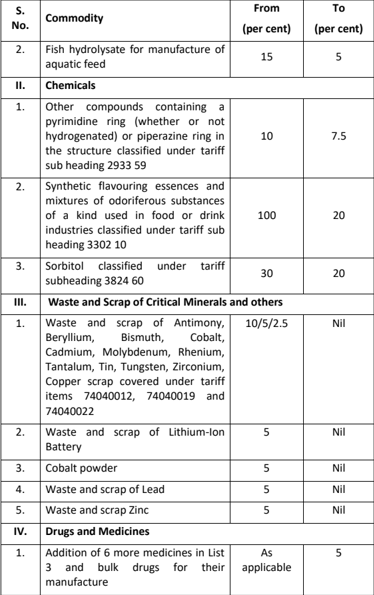 S. No. Commodity From (per cent) To (per cent)
2. Fish hydrolysate for manufacture of 15 5
aquatic feed
II. Chemicals
1. Other compounds containing a 10 7.5
pyrimidine ring (whether or not
hydrogenated) or piperazine ring in
the structure classified under tariff
sub heading 2933 59
2. Synthetic flavouring essences and 100 20
mixtures of odoriferous substances
of a kind used in food or drink
industries classified under tariff sub
heading 3302 10
3. Sorbitol classified under tariff 30 20
subheading 3824 60
III. Waste and Scrap of Critical Minerals and others
1. Waste and scrap of Antimony, 10/5/2.5 Nil
Beryllium, Bismuth, Cobalt,
Cadmium, Molybdenum, Rhenium,
Tantalum, Tin, Tungsten, Zirconium,
Copper scrap covered under tariff
items 74040012, 74040019 and
74040022
2. Waste and scrap of Lithium-Ion 5 Nil
Battery
3. Cobalt powder 5 Nil
4. Waste and scrap of Lead 5 Nil
5. Waste and scrap Zinc 5 Nil
IV. Drugs and Medicines
1. Addition of 6 more medicines in List As 5
3 and bulk drugs for their applicable
manufacture